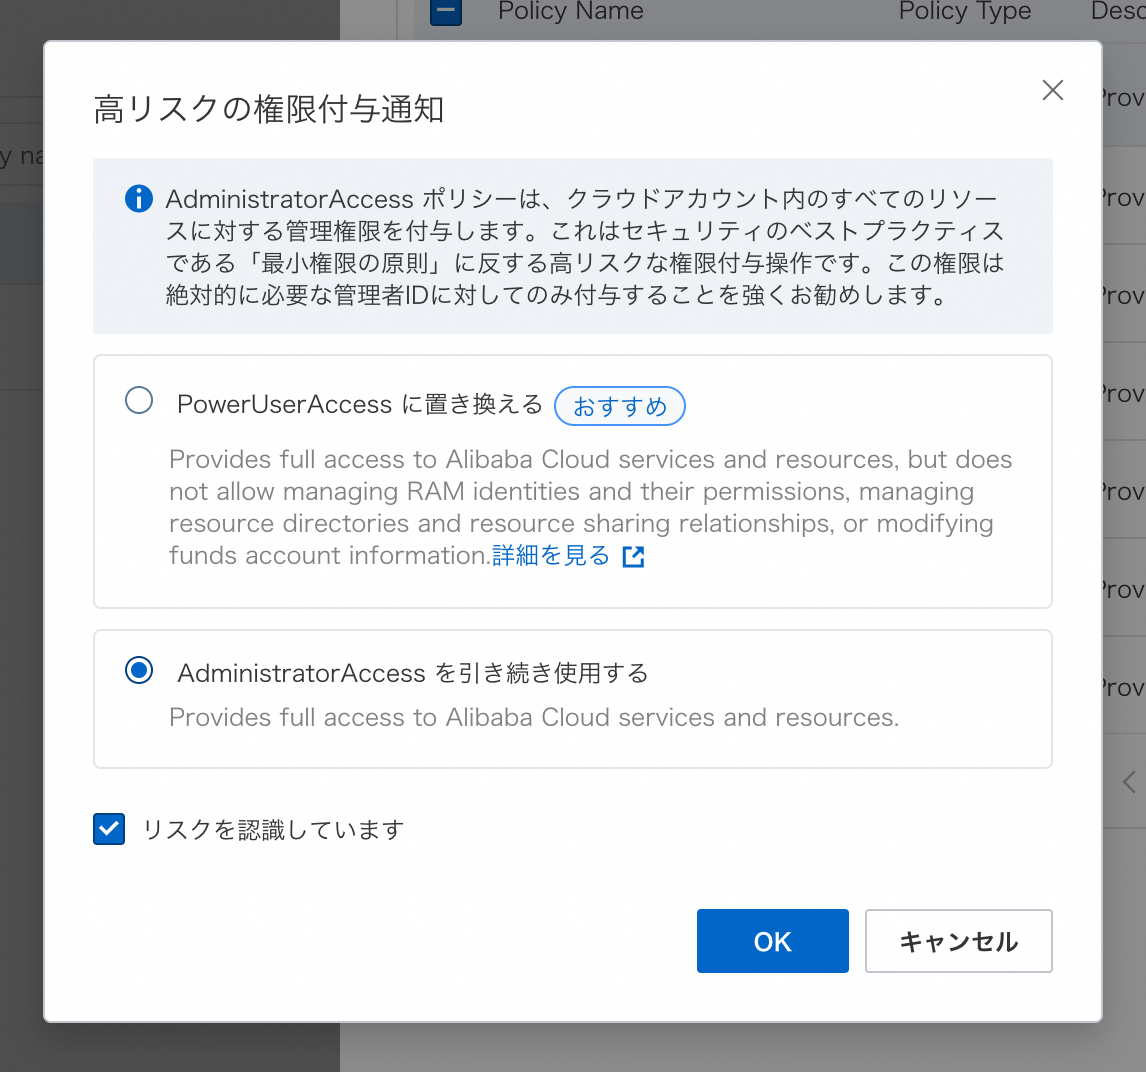 Policy Name Policy Type
高リスクの権限付与通知
AdministratorAccess ポリシーは、クラウドアカウント内のすべてのリソー
スに対する管理権限を付与します。これはセキュリティのベストプラクティス
である「最小権限の原則」に反する高リスクな権限付与操作です。この権限は
絶対的に必要な管理者IDに対してのみ付与することを強くお勧めします。
PowerUserAccess に置き換える おすすめ
Provides full access to Alibaba Cloud services and resources, but does
not allow managing RAM identities and their permissions, managing
resource directories and resource sharing relationships, or modifying
funds account information.詳細を見る
AdministratorAccess を引き続き使用する
Provides full access to Alibaba Cloud services and resources.
リスクを認識しています
OK キャンセル